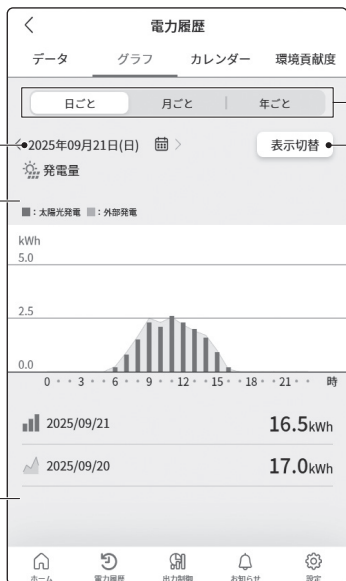 電力履歴
データ グラフ カレンダー 環境貢献度
日ごと 月ごと 年ごと
2025年09月21日(日) 表示切替
発電量
■：太陽光発電 ■：外部発電
kWh
5.0
2.5
0.0
0・・3・・6・・9・・12・・15・・18・・21・・ 時
2025/09/21 16.5kWh
2025/09/20 17.0kWh
ホーム 電力履歴 出力制御 お知らせ 設定